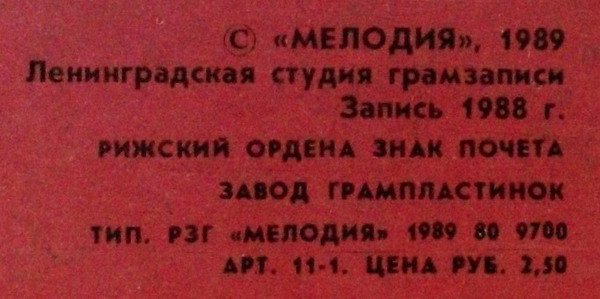 © «МЕЛОДИЯ», 1989
Ленинградская студия грамзаписи
Запись 1988 г.
РИЖСКИЙ ОРДЕНА ЗНАК ПОЧЕТА
ЗАВОД ГРАМПЛАСТИНОК
ТИП. РЗГ «МЕЛОДИЯ» 1989 80 9700
АРТ. 11-1. ЦЕНА РУБ. 2,50